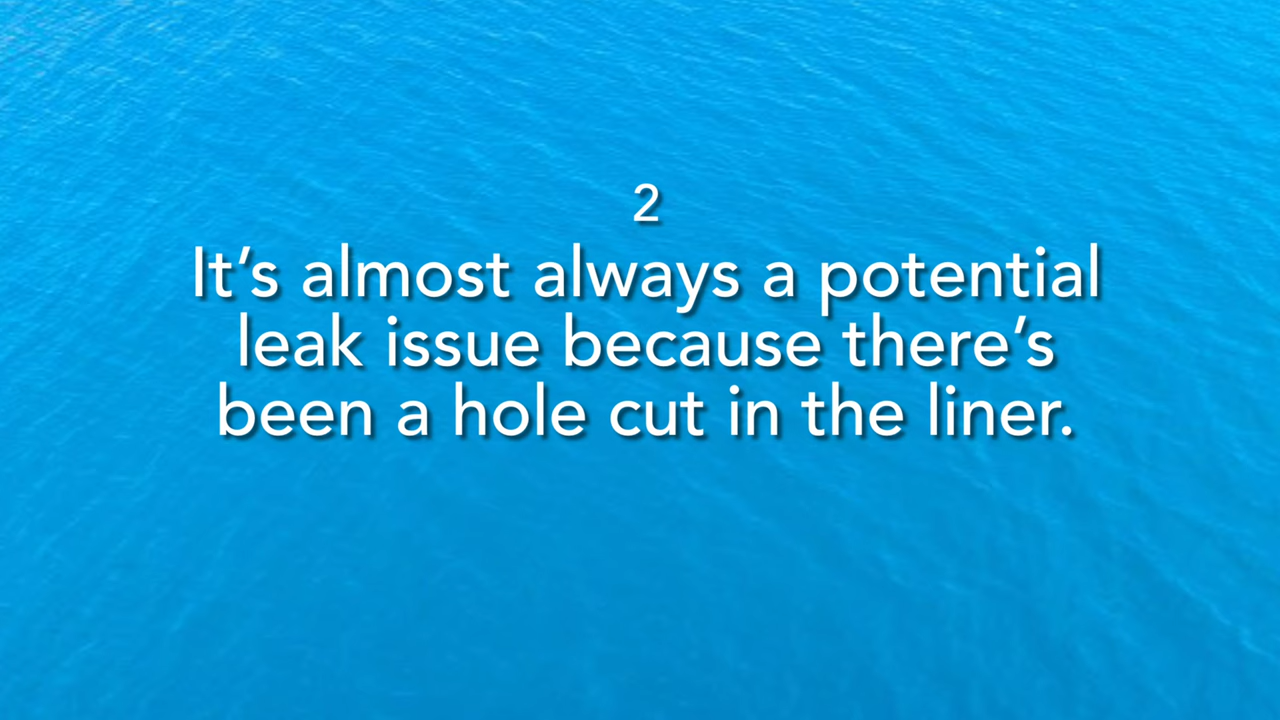 2
It’s almost always a potential
leak issue because there’s
been a hole cut in the liner.